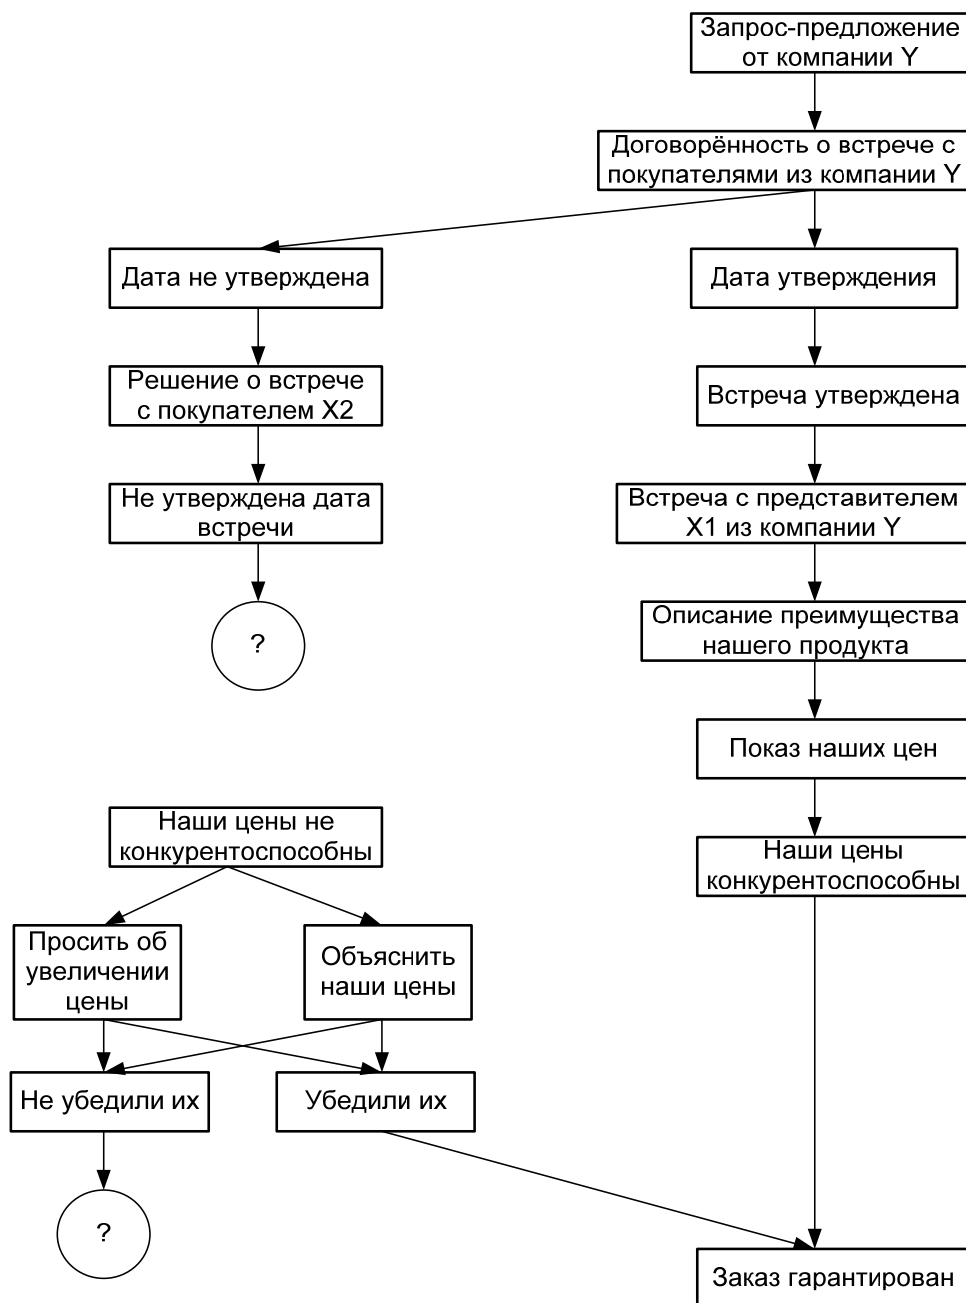 Запрос-предложение
от компании Y
Договорённость о встрече с
покупателями из компании Y
Дата не утверждена
Дата утверждения
Решение о встрече
с покупателем X2
Встреча утверждена
Не утверждена дата
встречи
Встреча с представителем
X1 из компании Y
?
Описание преимущества
нашего продукта
Показ наших цен
Наши цены не
конкурентоспособны
Наши цены
конкурентоспособны
Просить об
увеличении
цены
Объяснить
наши цены
Не убедили их
Убедили их
?
Заказ гарантирован